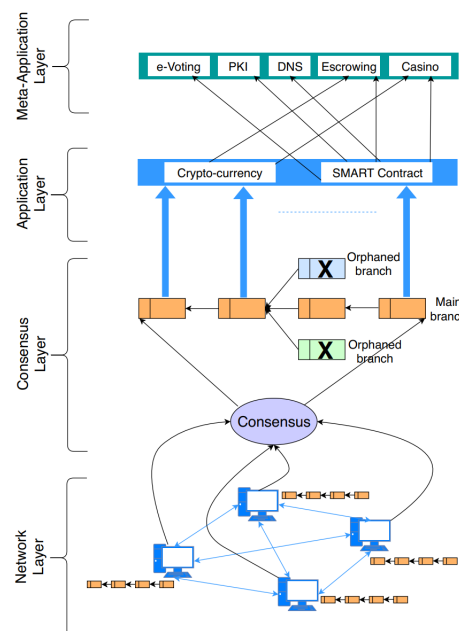 Meta-Application
Layer
e-Voting PKI DNS Escrowing Casino
Application
Layer
Crypto-currency SMART Contract
Consensus
Layer
X Orphaned
branch
Main
branch
X Orphaned
branch
Consensus
Network
Layer